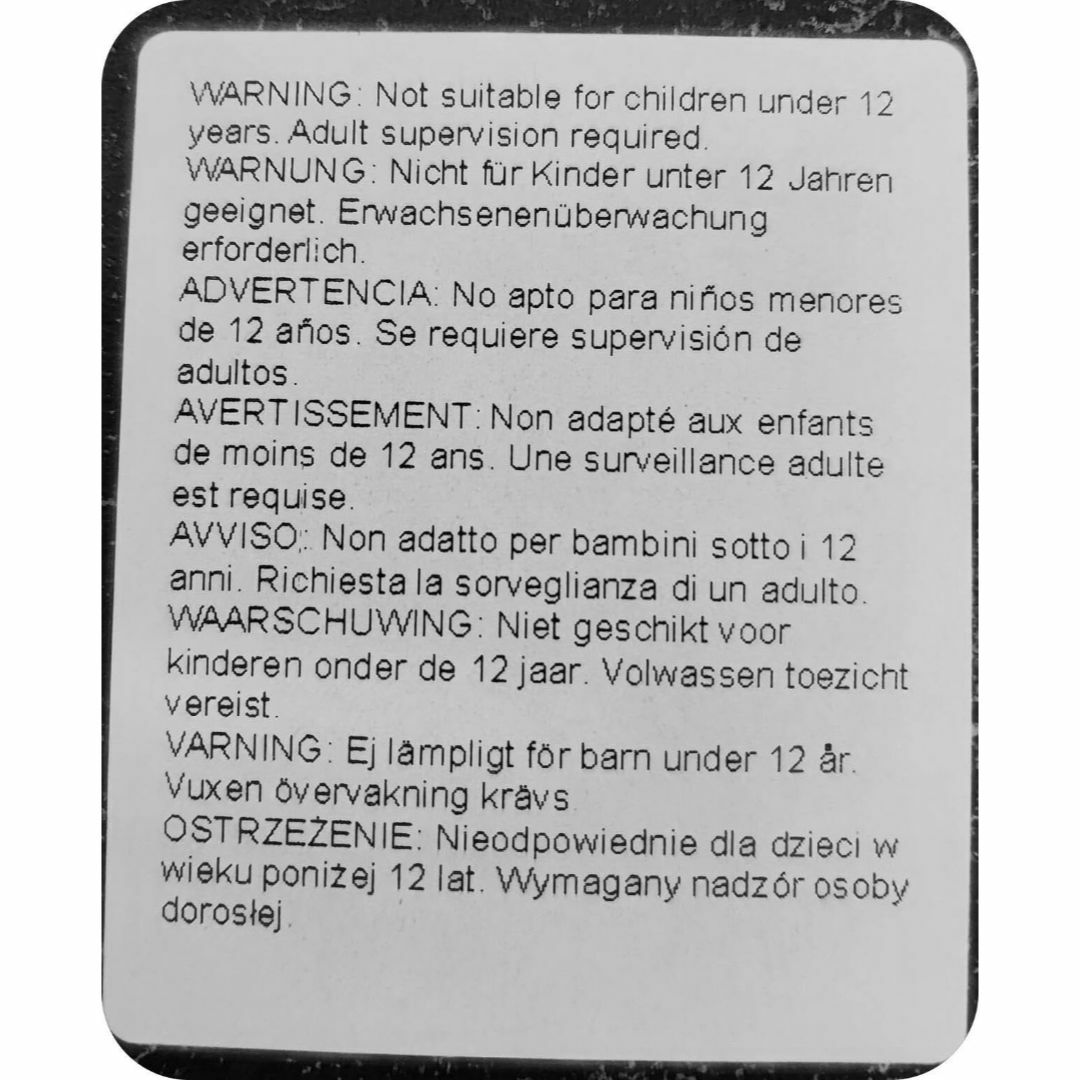 WARNING: Not suitable for children under 12
years. Adult supervision required.
WARNUNG: Nicht für Kinder unter 12 Jahren
geeignet. Erwachsenenüberwachung
erforderlich.
ADVERTENCIA: No apto para niños menores
de 12 años. Se requiere supervisión de
adultos.
AVERTISSEMENT: Non adapté aux enfants
de moins de 12 ans. Une surveillance adulte
est requise.
AVVISO;: Non adatto per bambini sotto i 12
anni. Richiesta la sorveglianza di un adulto.
WAARSCHUWING: Niet geschikt voor
kinderen onder de 12 jaar. Volwassen toezicht
vereist.
VARNING: Ej lämpligt för barn under 12 år.
Vuxen övervakning krävs
OSTRZEŻENIE: Nieodpowiednie dla dzieci w
wieku poniżej 12 lat. Wymagany nadzór osoby
dorosłej.